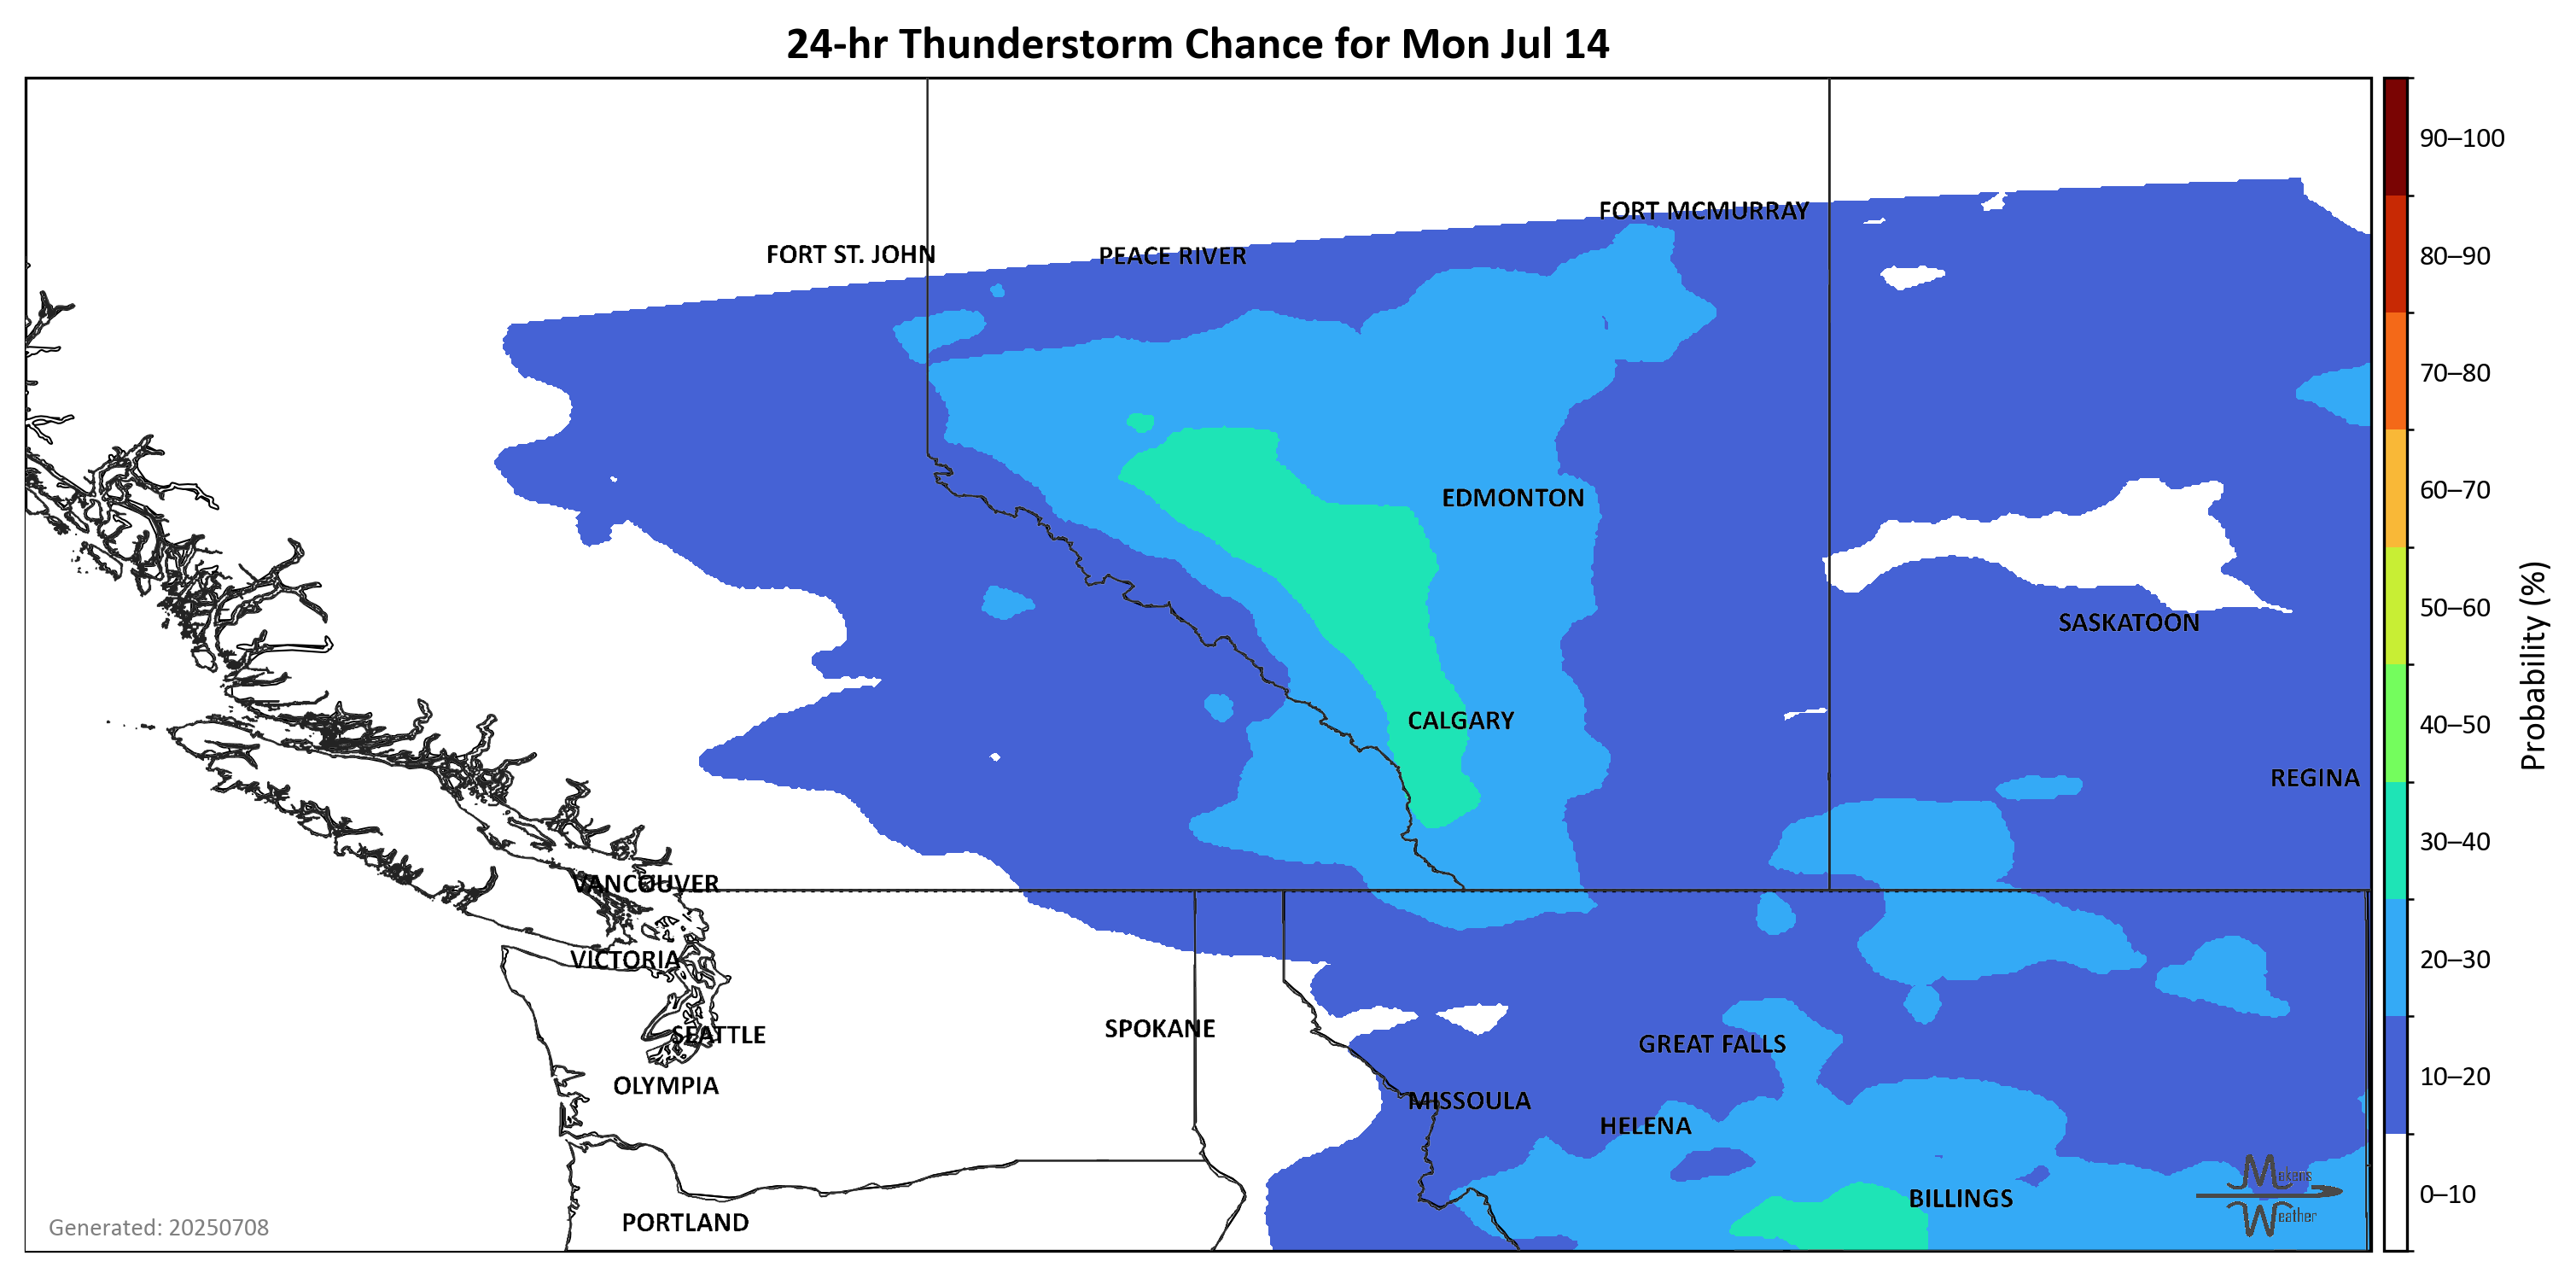 24-hr Thunderstorm Chance for Mon Jul 14
90–100
FORT MCMURRAY
FORT ST. JOHN
PEACE RIVER
80–90
70–80
60–70
EDMONTON
50–60
SASKATOON
Probability (%)
CALGARY
40–50
REGINA
30–40
VANCOUVER
VICTORIA
20–30
SPOKANE
SEATTLE
GREAT FALLS
OLYMPIA
10–20
MISSOULA
HELENA
Mekens
0–10
BILLINGS
Weather
PORTLAND
Generated: 20250708